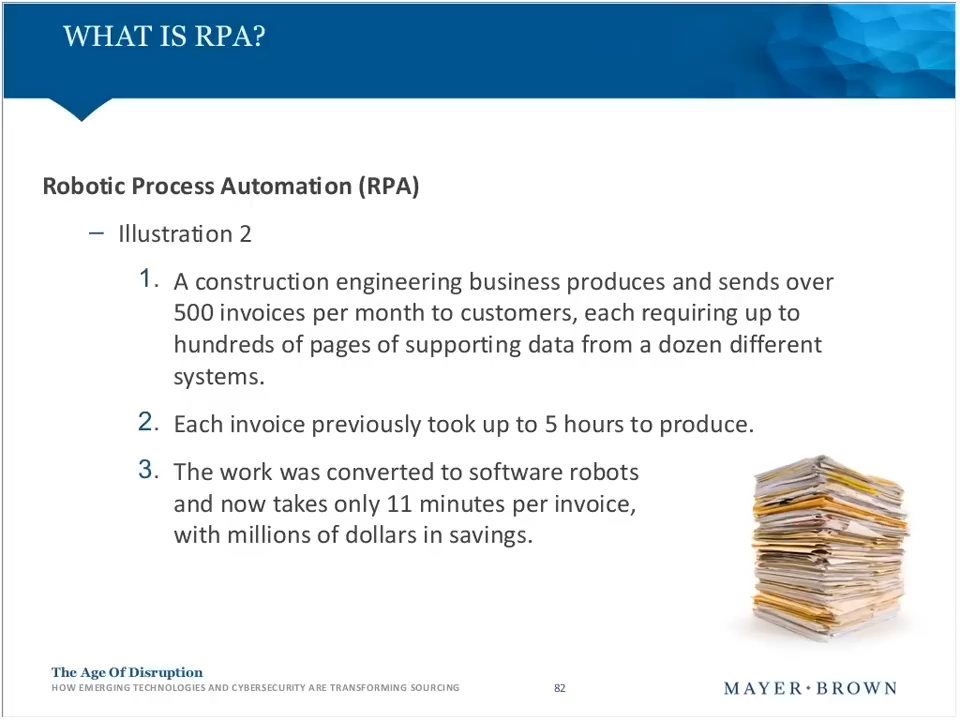 WHAT IS RPA?
Robotic Process Automation (RPA)
– Illustration 2
1. A construction engineering business produces and sends over
500 invoices per month to customers, each requiring up to
hundreds of pages of supporting data from a dozen different
systems.
2. Each invoice previously took up to 5 hours to produce.
3. The work was converted to software robots
and now takes only 11 minutes per invoice,
with millions of dollars in savings.
The Age Of Disruption
HOW EMERGING TECHNOLOGIES AND CYBERSECURITY ARE TRANSFORMING SOURCING
82
MAYER • BROWN